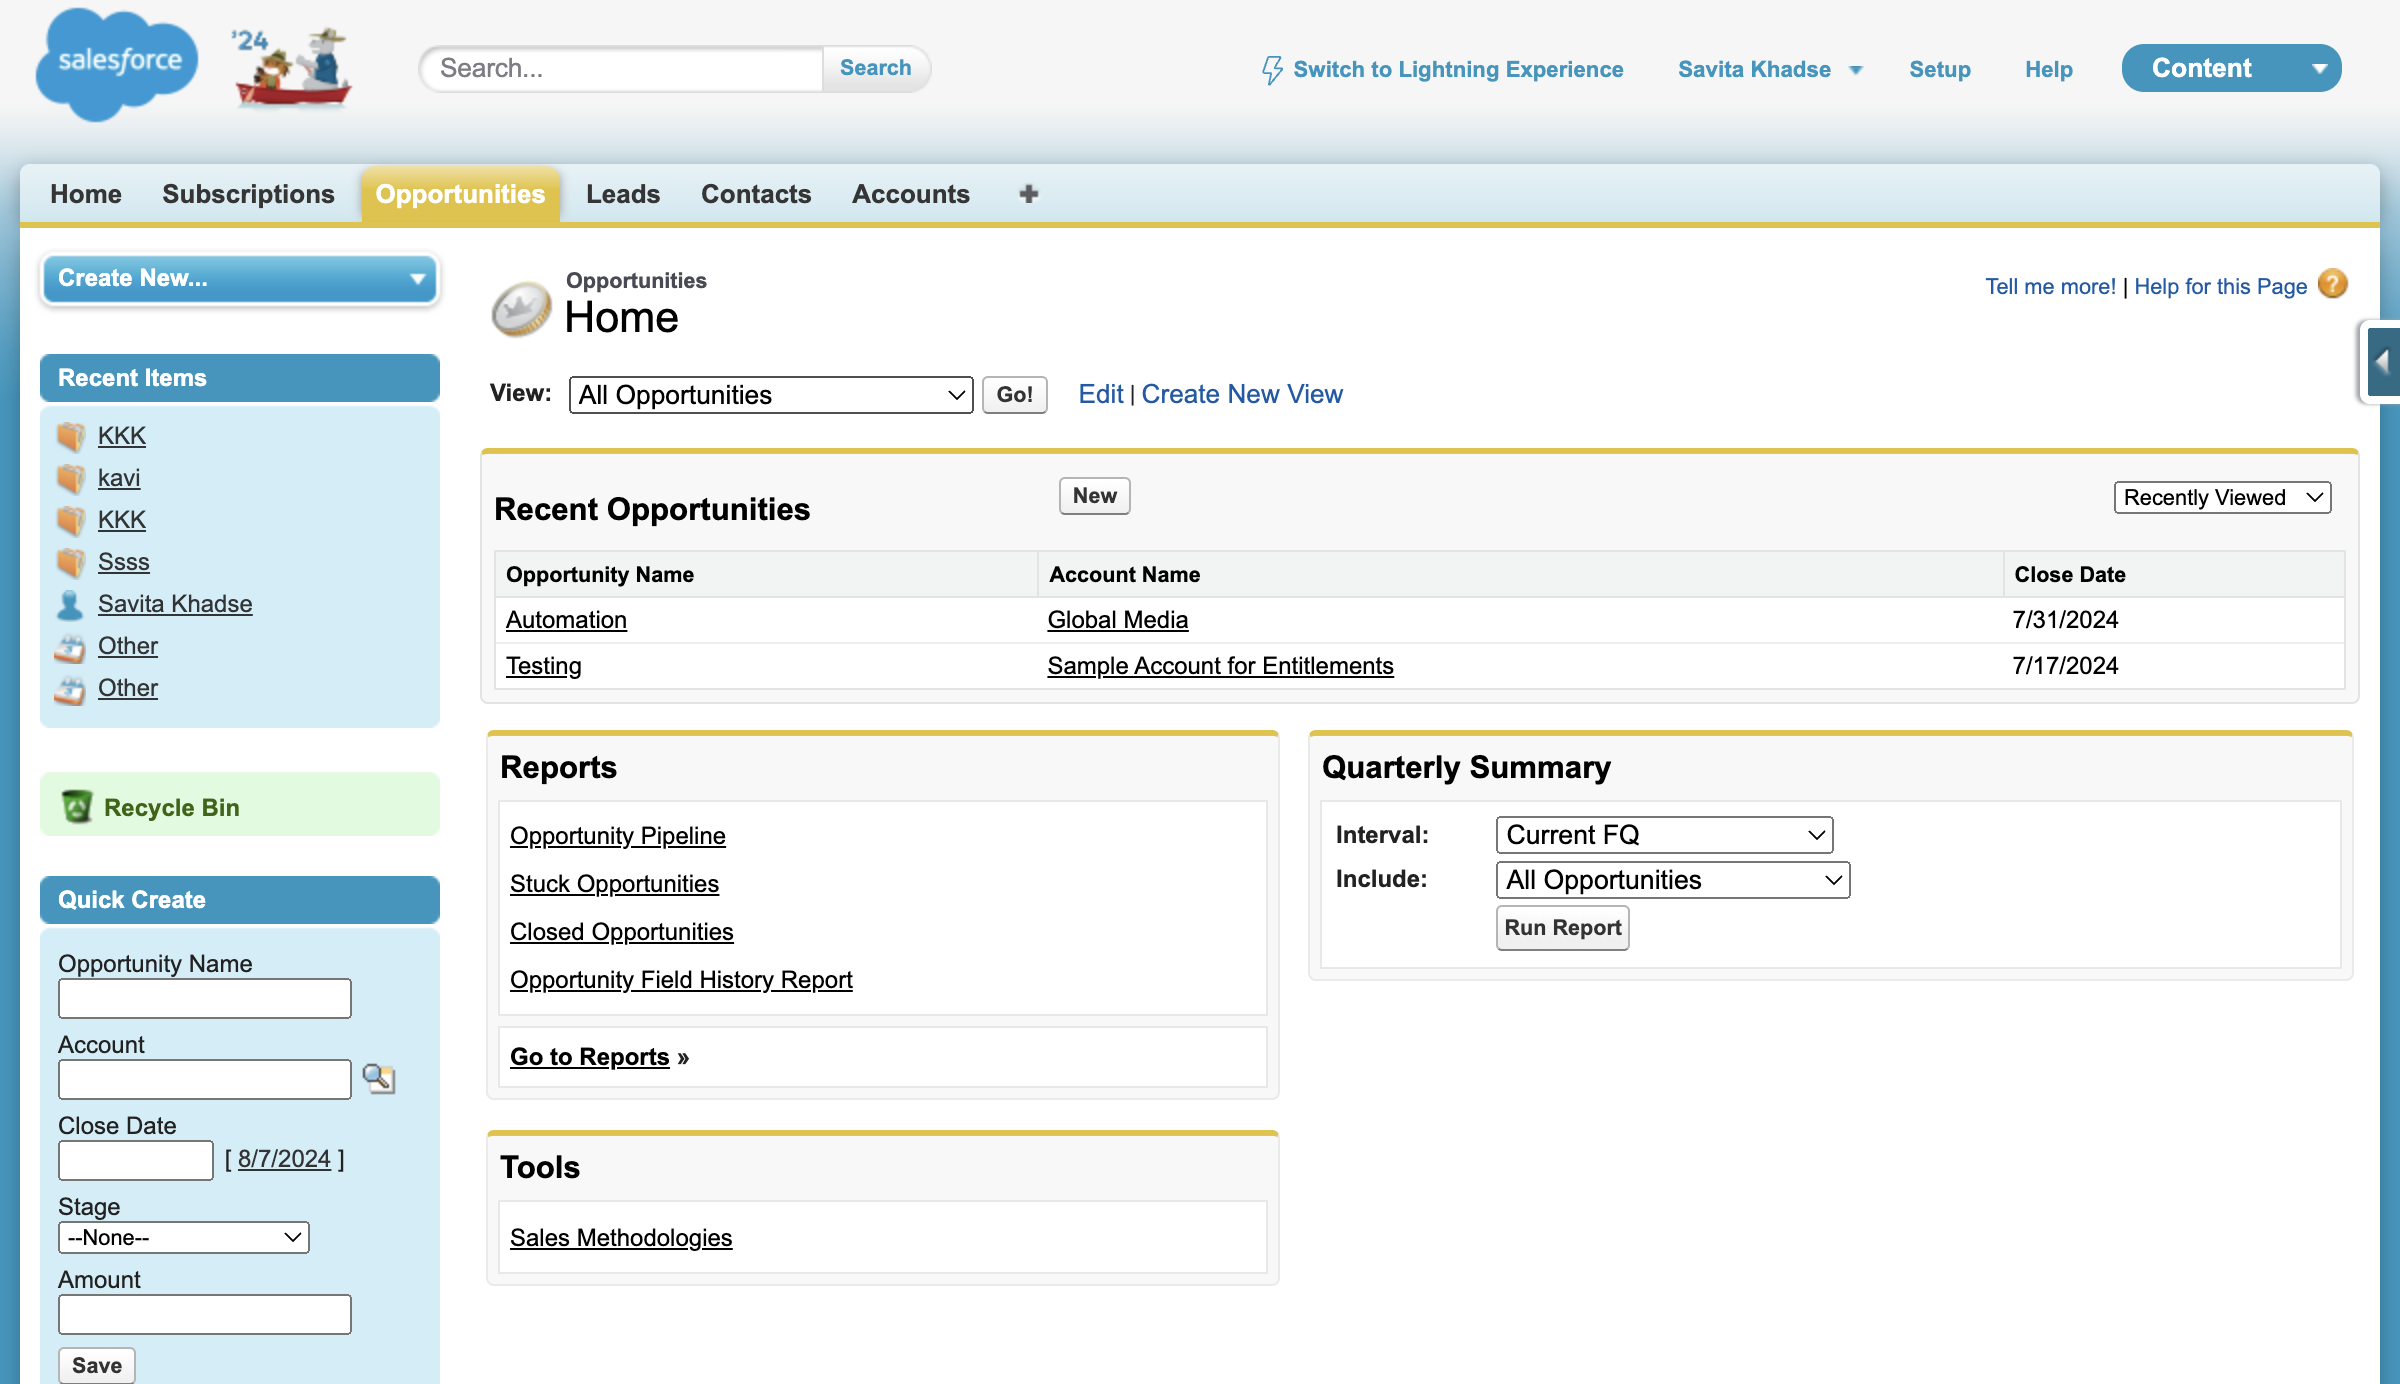 salesforce
'24
Search...
Search
Switch to Lightning Experience
Savita Khadse
Setup
Help
Content
Home
Subscriptions
Opportunities
Leads
Contacts
Accounts
Create New...
Recent Items
KKK
kavi
KKK
Ssss
Savita Khadse
Other
Other
Recycle Bin
Quick Create
Opportunity Name
Account
Close Date
[ 8/7/2024 ]
Stage
--None--
Amount
Save
Opportunities
Home
Tell me more! | Help for this Page ?
View: All Opportunities Go! Edit | Create New View
Recent Opportunities New Recently Viewed
Opportunity Name Account Name Close Date
Automation Global Media 7/31/2024
Testing Sample Account for Entitlements 7/17/2024
Reports
Opportunity Pipeline
Stuck Opportunities
Closed Opportunities
Opportunity Field History Report
Go to Reports »
Quarterly Summary
Interval: Current FQ
Include: All Opportunities
Run Report
Tools
Sales Methodologies